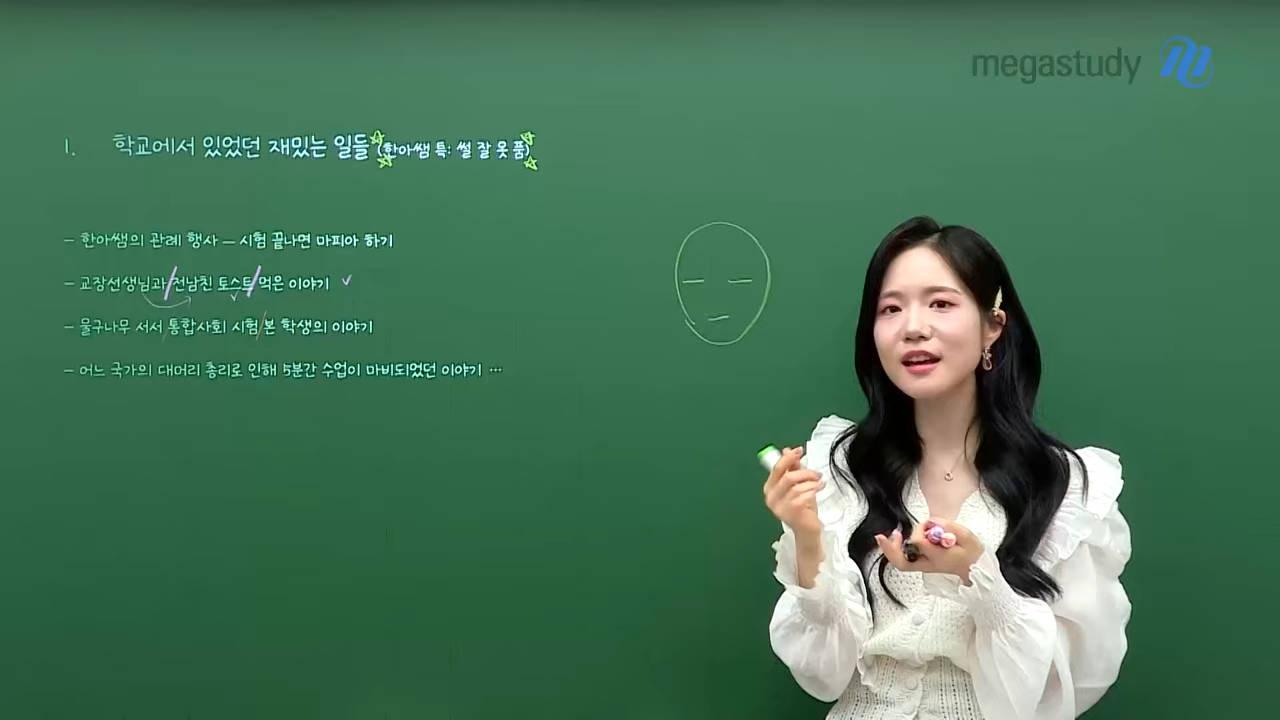 megastudy
1. 학교에서 있었던 재밌는 일들 (한아쌤 특: 썰 잘 못 품)
– 한아쌤의 관례 행사 – 시험 끝나면 마피아 하기
– 교장선생님과 전남친 토스트 먹은 이야기
– 물구나무 서서 통합사회 시험 본 학생의 이야기
– 어느 국가의 대머리 총리로 인해 5분간 수업이 마비되었던 이야기 …